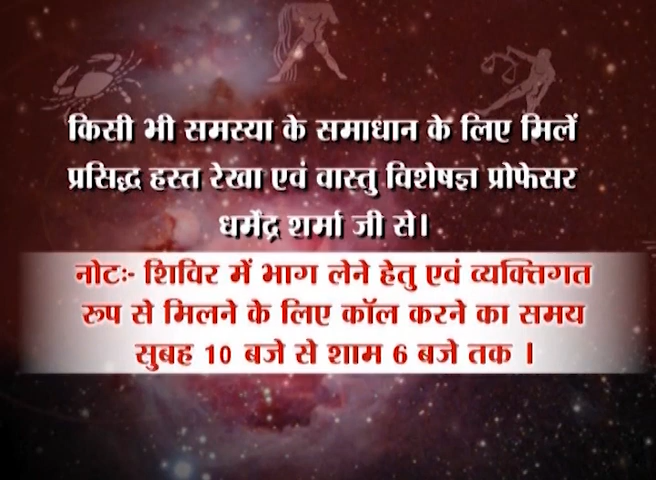 किसी भी समस्या के समाधान के लिए मिलें
प्रसिद्ध हस्त रेखा एवं वास्तु विशेषज्ञ प्रोफेसर
धर्मेंद्र शर्मा जी से।
नोटः- शिविर में भाग लेने हेतु एवं व्यक्तिगत
रूप से मिलने के लिए कॉल करने का समय
सुबह 10 बजे से शाम 6 बजे तक ।